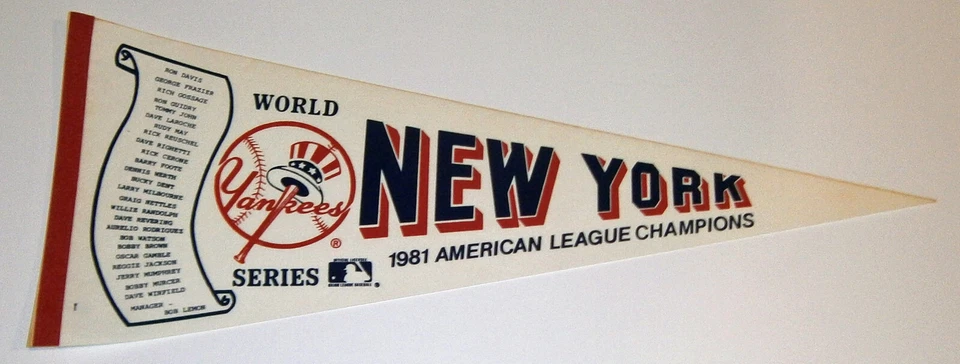 RON DAVIS
GEORGE FRAZIER
RICH GOSSAGE
RON GUIDRY
TOMMY JOHN
DAVE LAROCHE
RUDY MAY
RICK REUSCHEL
DAVE RIGHETTI
RICK CERONE
BARRY FOOTE
DENNIS WERTH
BUCKY DENT
LARRY MILBOURNE
GRAIG NETTLES
WILLIE RANDOLPH
DAVE REVERING
AURELIO RODRIGUEZ
BOB WATSON
BOBBY BROWN
OSCAR GAMBLE
REGGIE JACKSON
JERRY MUMPHREY
BOBBY MURCER
DAVE WINFIELD
MANAGER -
BOB LEMON
WORLD
Yankees
®
SERIES
NEW YORK
1981 AMERICAN LEAGUE CHAMPIONS
MAJOR LEAGUE BASEBALL